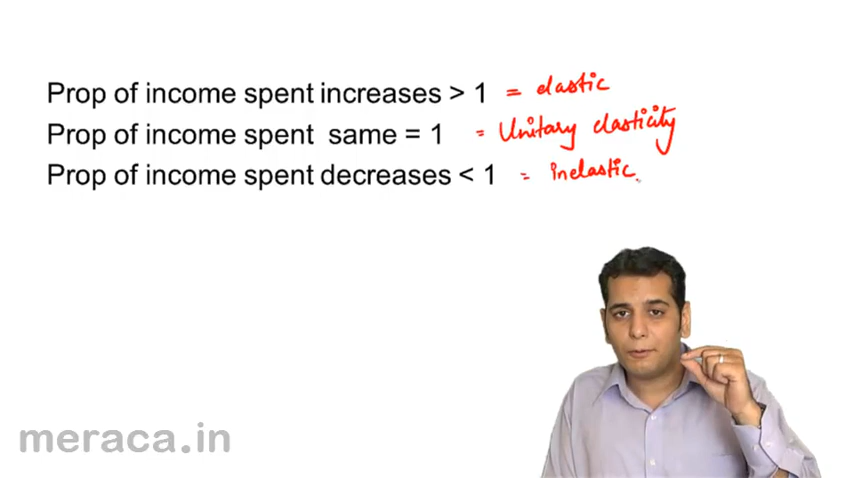 Prop of income spent increases > 1 = elastic
Prop of income spent same = 1 = Unitary elasticity
Prop of income spent decreases < 1 = inelastic.
meraca.in